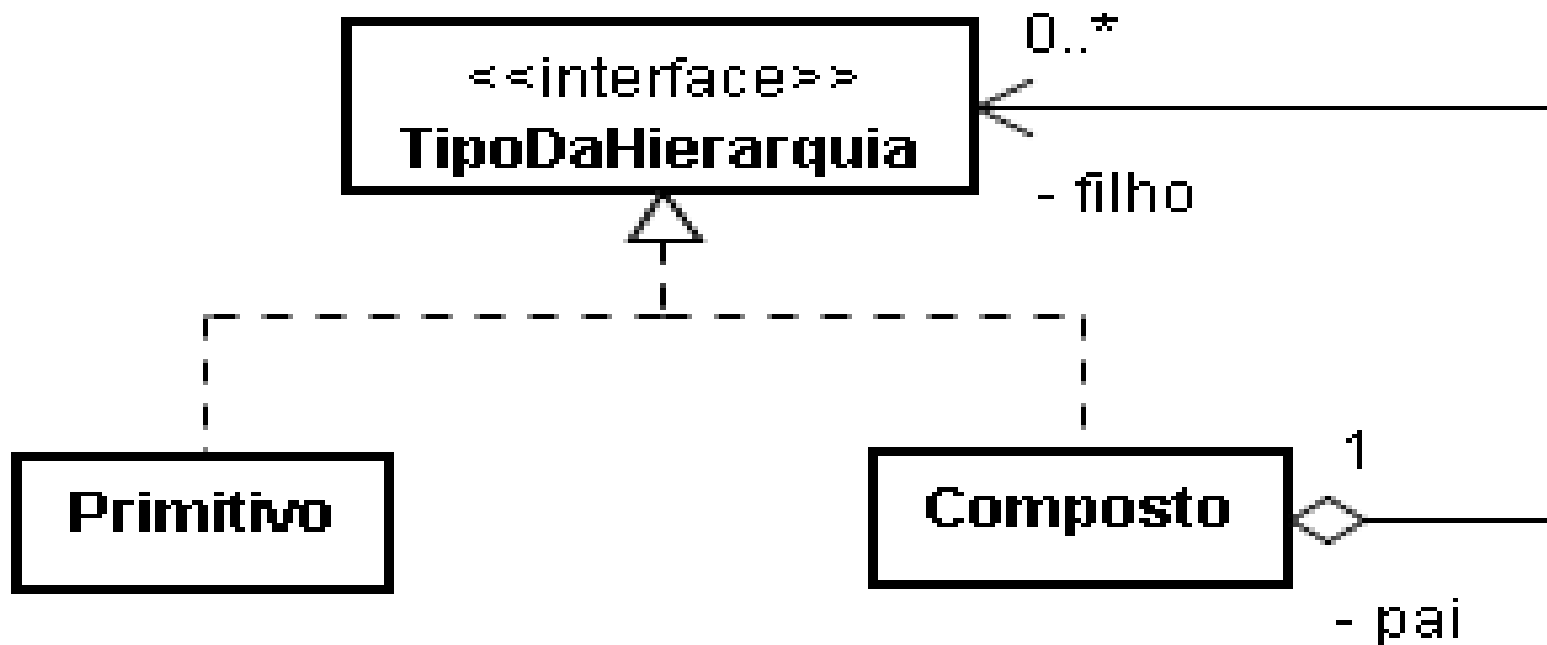 0..*
<<interface>>
TipoDaHierarquia
- filho
1
Primitivo
Composto
- pai